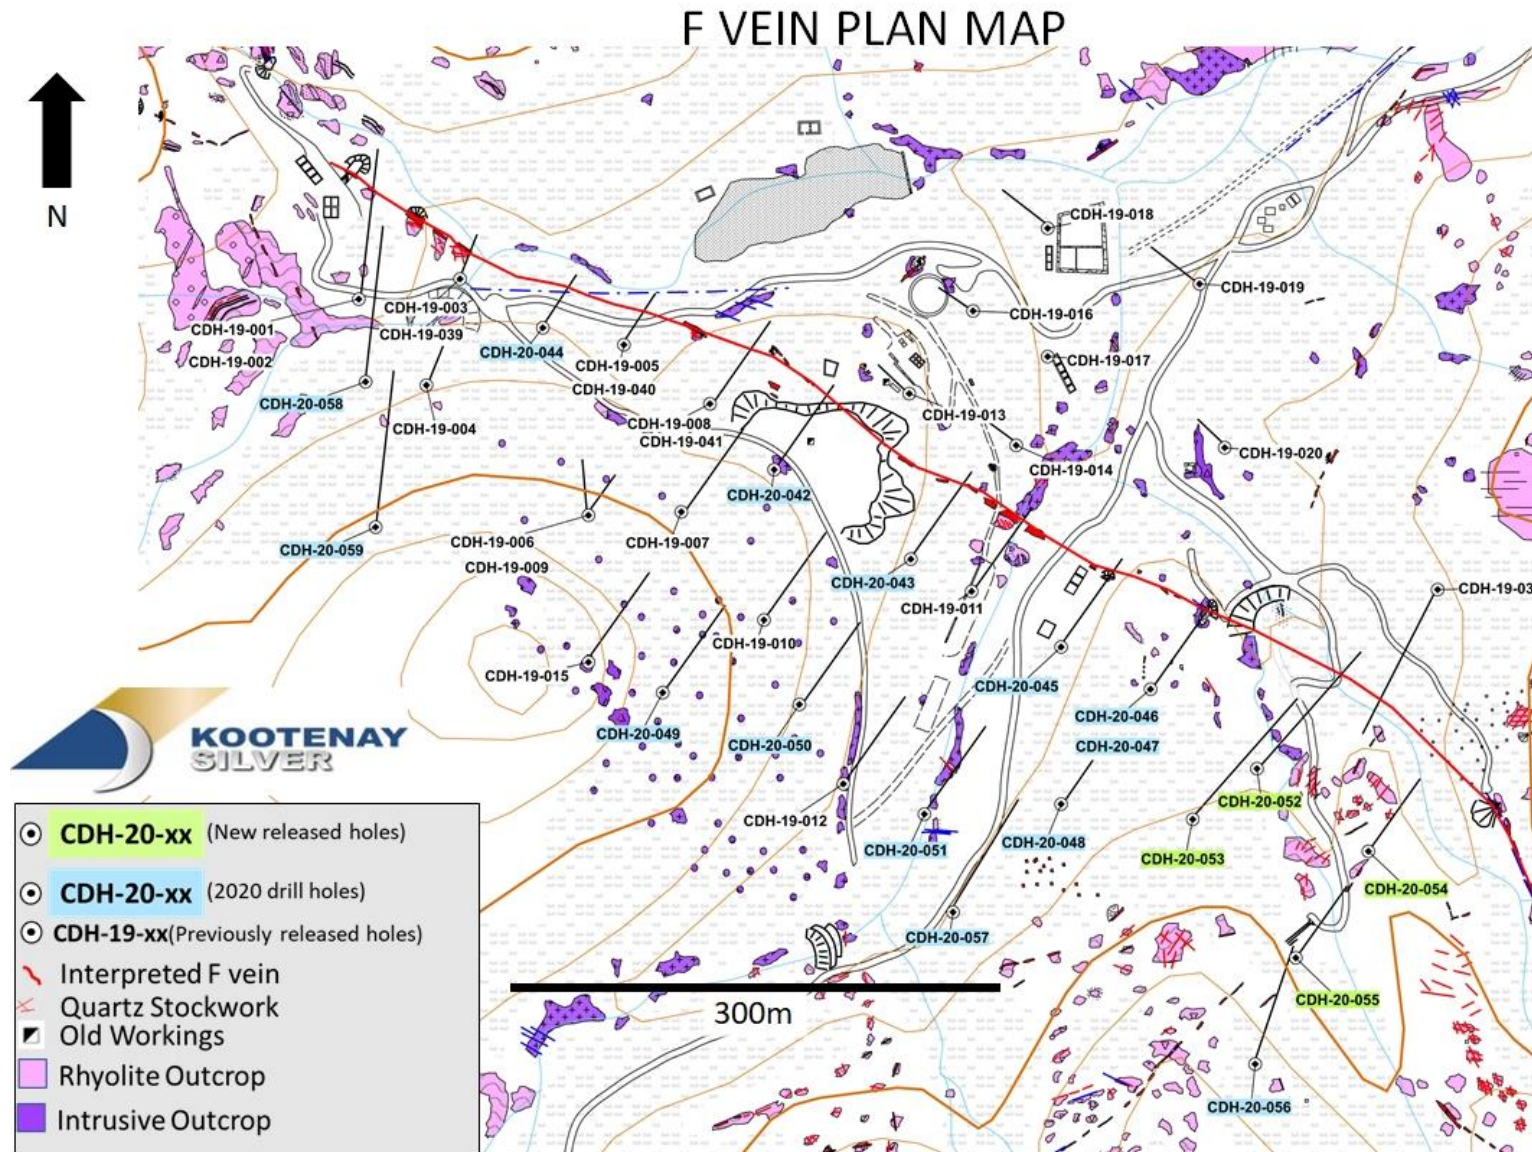 F VEIN PLAN MAP
N
CDH-19-018
CDH-19-019
CDH-19-003
CDH-19-016
CDH-19-001
CDH-19-039
CDH-20-044
CDH-19-002
CDH-19-005
CDH-19-017
CDH-19-040
CDH-20-058
CDH-19-013
CDH-19-004
CDH-19-008
CDH-19-041
CDH-19-020
CDH-19-014
CDH-20-042
CDH-19-006
CDH-19-007
CDH-20-059
CDH-19-009
CDH-20-043
CDH-19-03
CDH-19-011
CDH-19-010
CDH-19-015
CDH-20-045
CDH-20-046
CDH-20-049
CDH-20-050
CDH-20-047
KOOTENAY
SILVER
CDH-20-052
CDH-19-012
CDH-20-051
CDH-20-048
CDH-20-053
CDH-20-054
CDH-20-057
CDH-20-055
300m
CDH-20-056
CDH-20-xx (New released holes)
CDH-20-xx (2020 drill holes)
CDH-19-xx(Previously released holes)
Interpreted F vein
Quartz Stockwork
Old Workings
Rhyolite Outcrop
Intrusive Outcrop